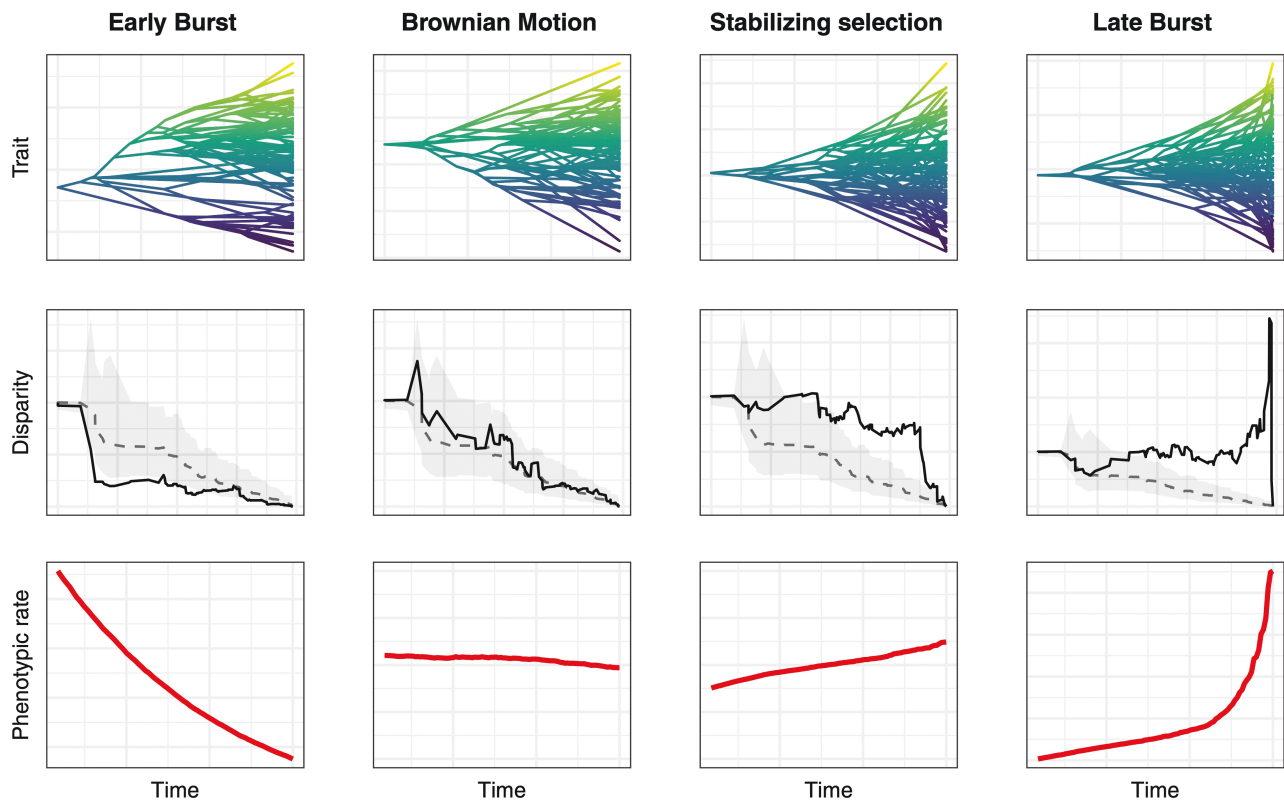 Early Burst
Brownian Motion
Stabilizing selection
Late Burst
Trait
Disparity
Phenotypic rate
Time
Time
Time
Time